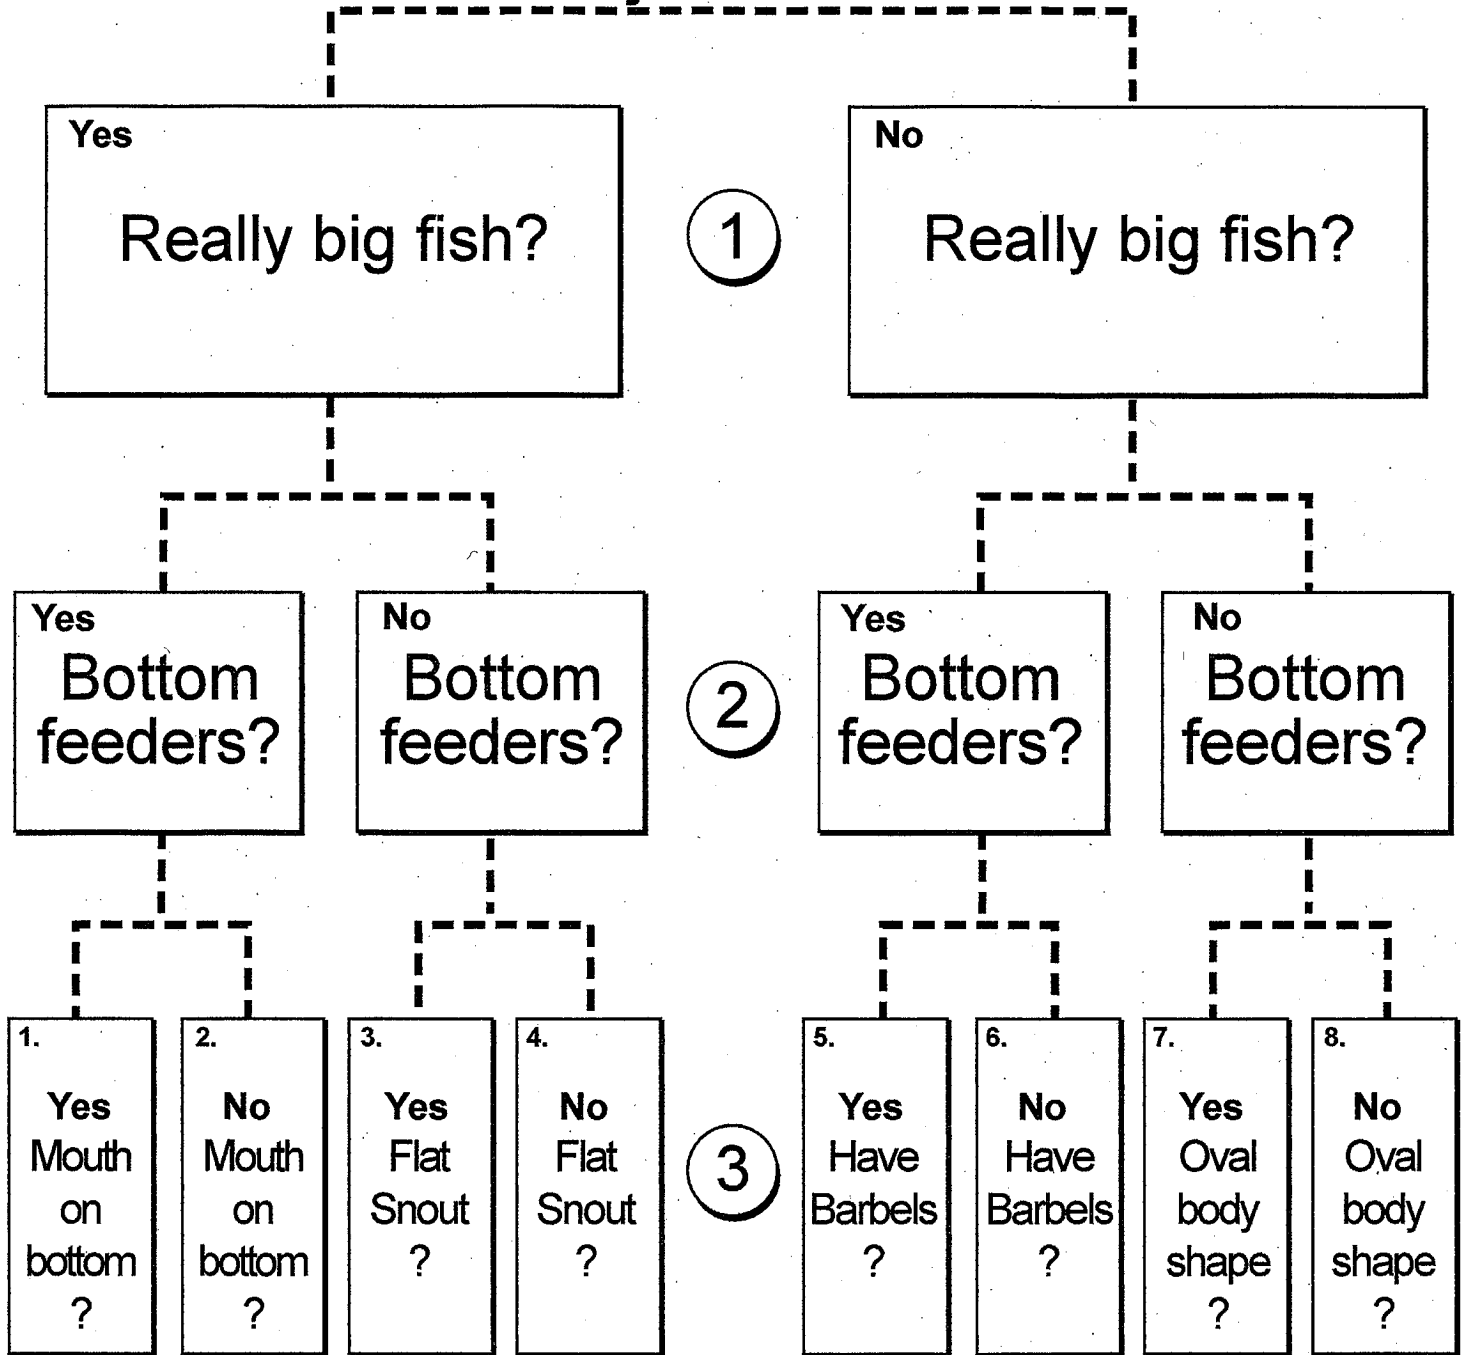 Yes
Really big fish?
1
No
Really big fish?
Yes
Bottom
feeders?
No
Bottom
feeders?
2
Yes
Bottom
feeders?
No
Bottom
feeders?
1.
Yes
Mouth
on
bottom
?
2.
No
Mouth
on
bottom
?
3.
Yes
Flat
Snout
?
4.
No
Flat
Snout
?
3
5.
Yes
Have
Barbels
?
6.
No
Have
Barbels
?
7.
Yes
Oval
body
shape
?
8.
No
Oval
body
shape
?